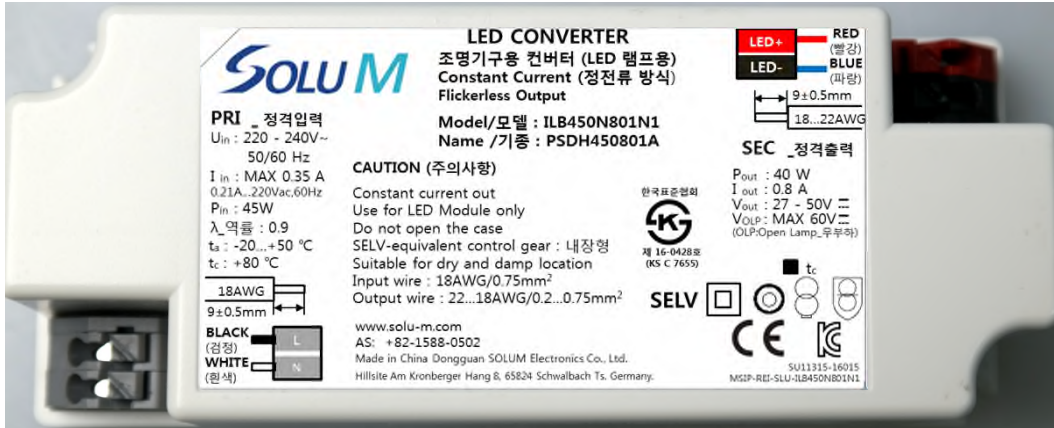 SOLU M
LED CONVERTER
조명기구용 컨버터 (LED 램프용)
Constant Current (정전류 방식)
Flickerless Output
Model/모델 : ILB450N801N1
Name /기종 : PSDH450801A
PRI _ 정격입력
Uin : 220 - 240V~
50/60 Hz
I in : MAX 0.35 A
0.21A...220Vac,60Hz
Pin : 45W
λ_역률 : 0.9
ta : -20...+50 ℃
tc : +80 ℃
18AWG
9±0.5mm
BLACK
(검정)
L
WHITE
(흰색)
N
CAUTION (주의사항)
Constant current out
Use for LED Module only
Do not open the case
SELV-equivalent control gear : 내장형
Suitable for dry and damp location
Input wire : 18AWG/0.75mm²
Output wire : 22...18AWG/0.2...0.75mm²
www.solu-m.com
AS: +82-1588-0502
Made in China Dongguan SOLUM Electronics Co., Ltd.
Hillsite Am Kronberger Hang 8, 65824 Schwalbach Ts. Germany.
한국표준협회
제 16-0428호
(KS C 7655)
LED+
RED
(빨강)
LED-
BLUE
(파랑)
9±0.5mm
18...22AWG
SEC _정격출력
Pout : 40 W
I out : 0.8 A
Vout : 27 - 50V ⎓
VOLP : MAX 60V ⎓
(OLP:Open Lamp_무부하)
tc
SELV
CE
SU11315-16015
MSIP-REI-SLU-ILB450N801N1